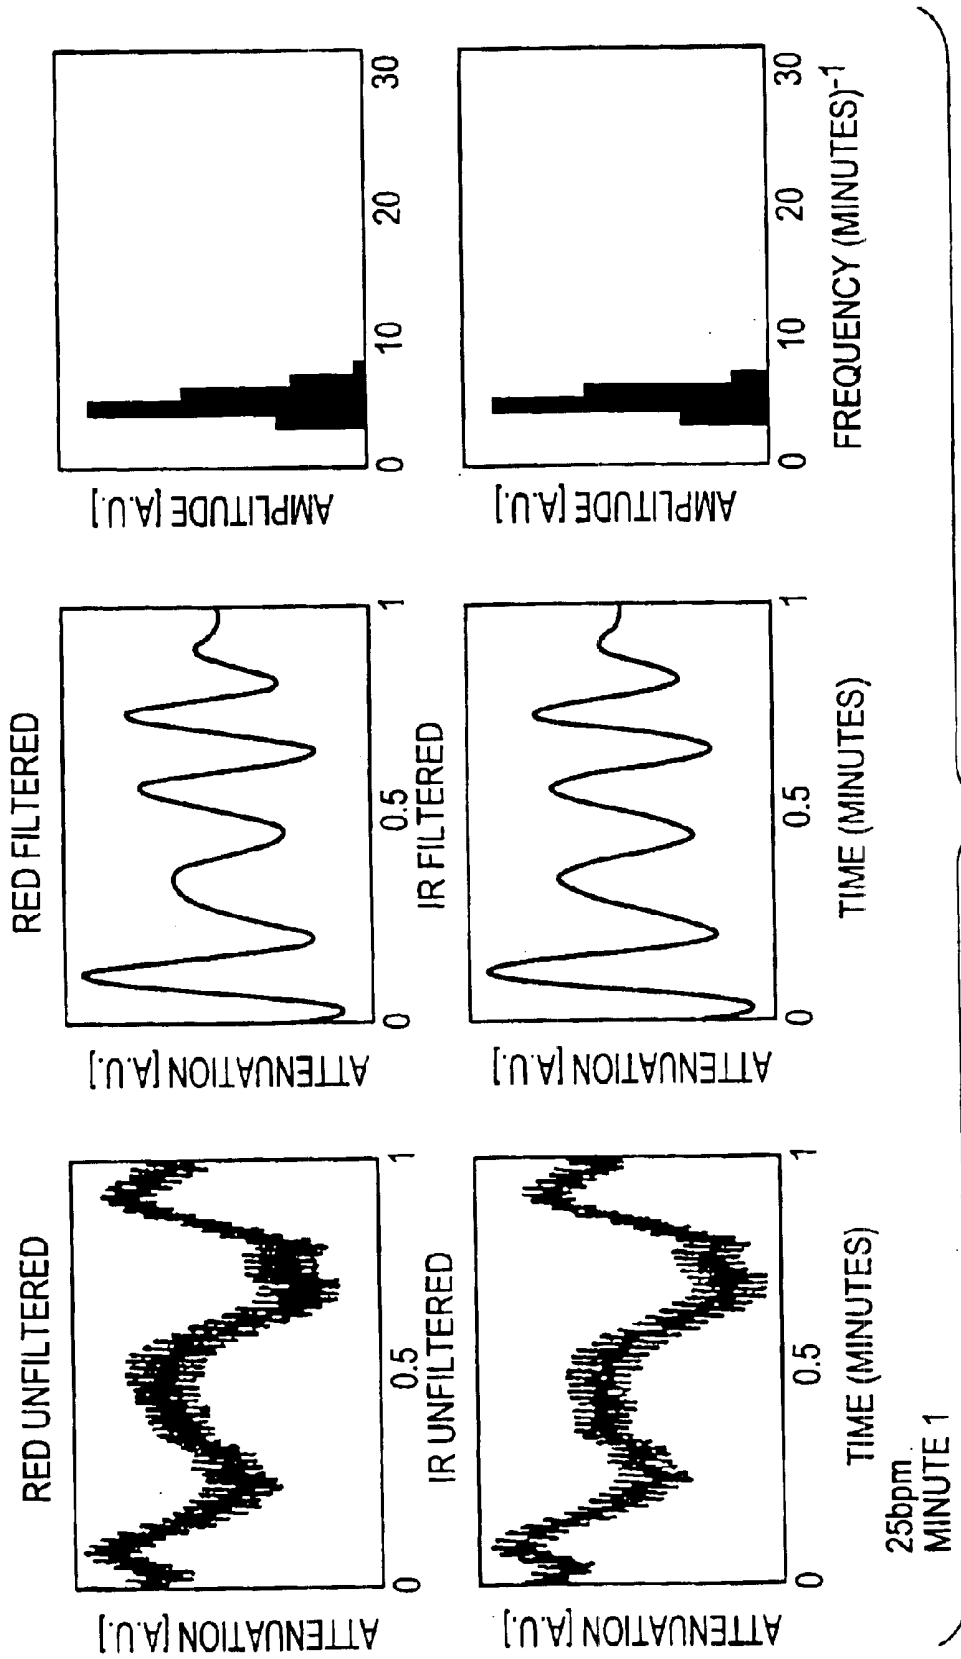 RED UNFILTERED
ATTENUATION [A.U.]
0
0.5
1
RED FILTERED
ATTENUATION [A.U.]
0
0.5
1
AMPLITUDE [A.U.]
0
10
20
30
IR UNFILTERED
ATTENUATION [A.U.]
0
0.5
1
TIME (MINUTES)
IR FILTERED
ATTENUATION [A.U.]
0
0.5
1
TIME (MINUTES)
AMPLITUDE [A.U.]
0
10
20
30
FREQUENCY (MINUTES)-1
25bpm
MINUTE 1